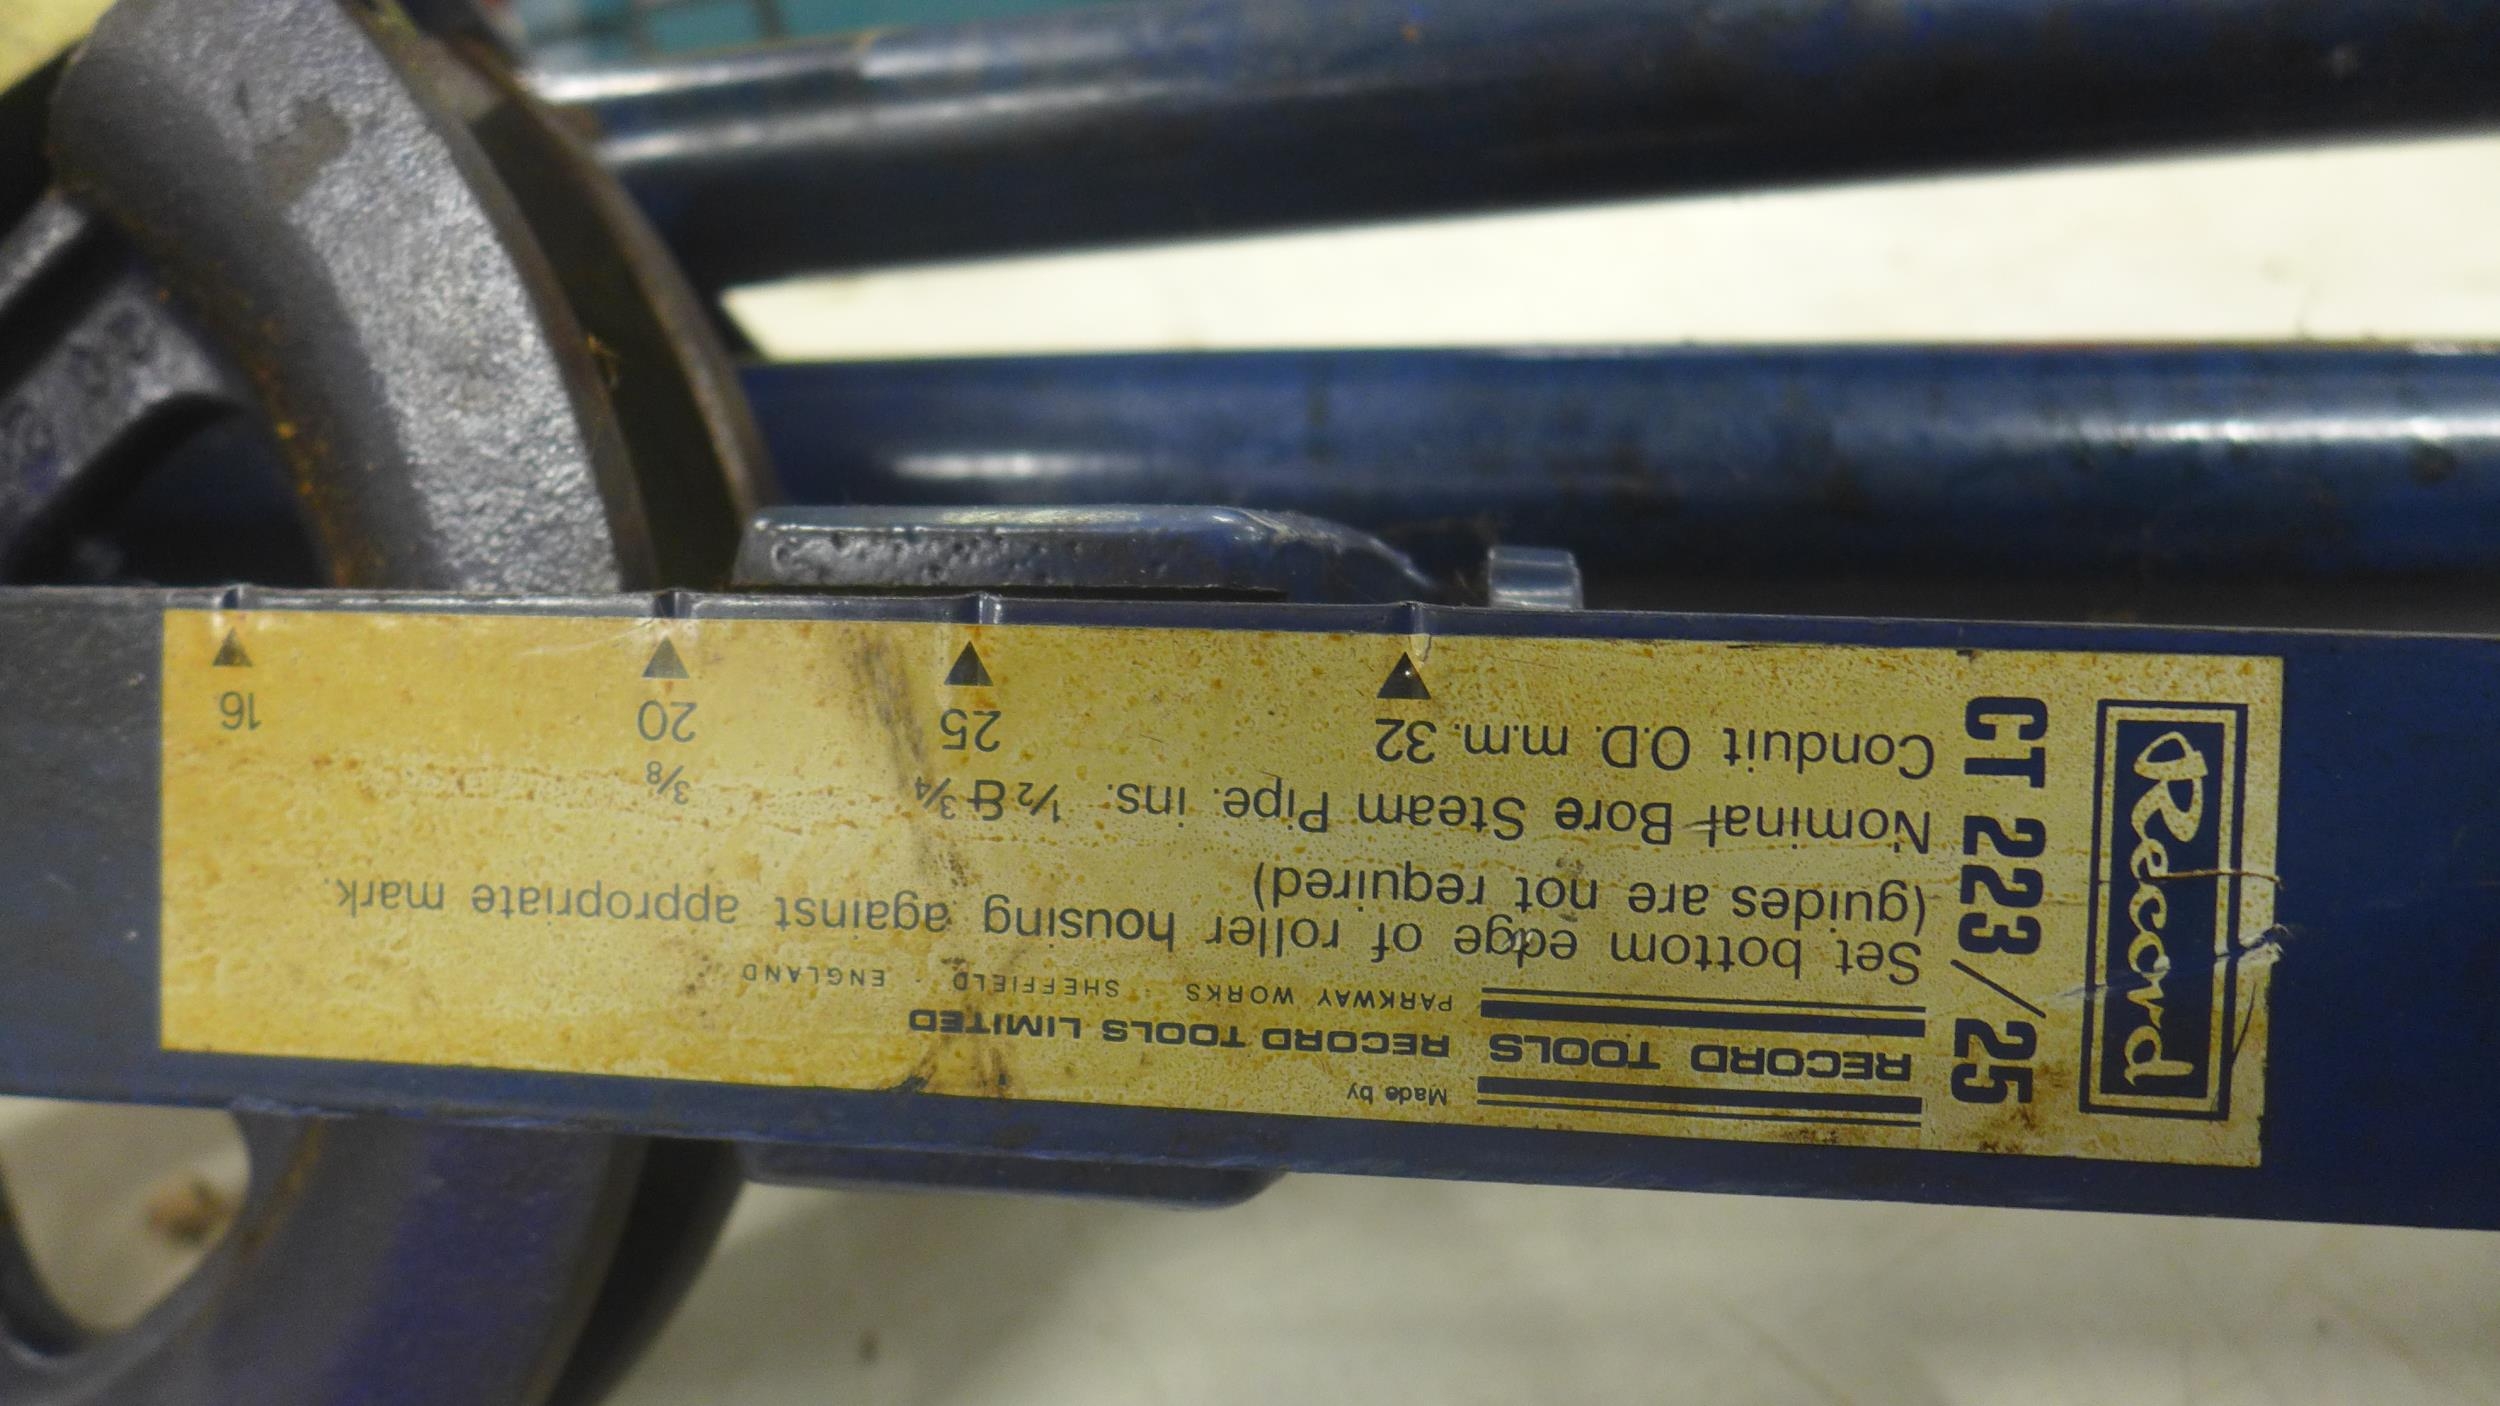 Record
CT 223/25
Conduit O.D. m.m. 32 25 20 16
Nominal Bore Steam Pipe. ins. 1/2 & 3/4 3/8
(guides are not required)
Set bottom edge of roller housing against appropriate mark.
RECORD TOOLS
PARKWAY WORKS · SHEFFIELD · ENGLAND
RECORD TOOLS LIMITED
Made by